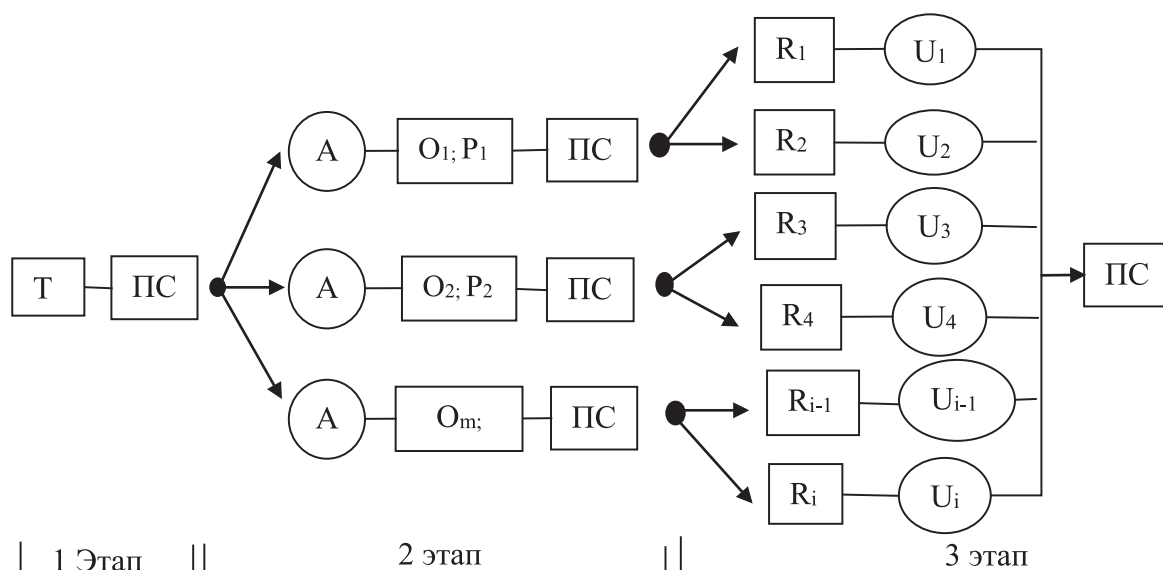 R1
U1
R2
U2
A
O1; P1
ПС
R3
U3
T
ПС
A
O2; P2
ПС
ПС
R4
U4
A
Om;
ПС
Ri-1
Ui-1
Ri
Ui
1 Этап
2 этап
3 этап